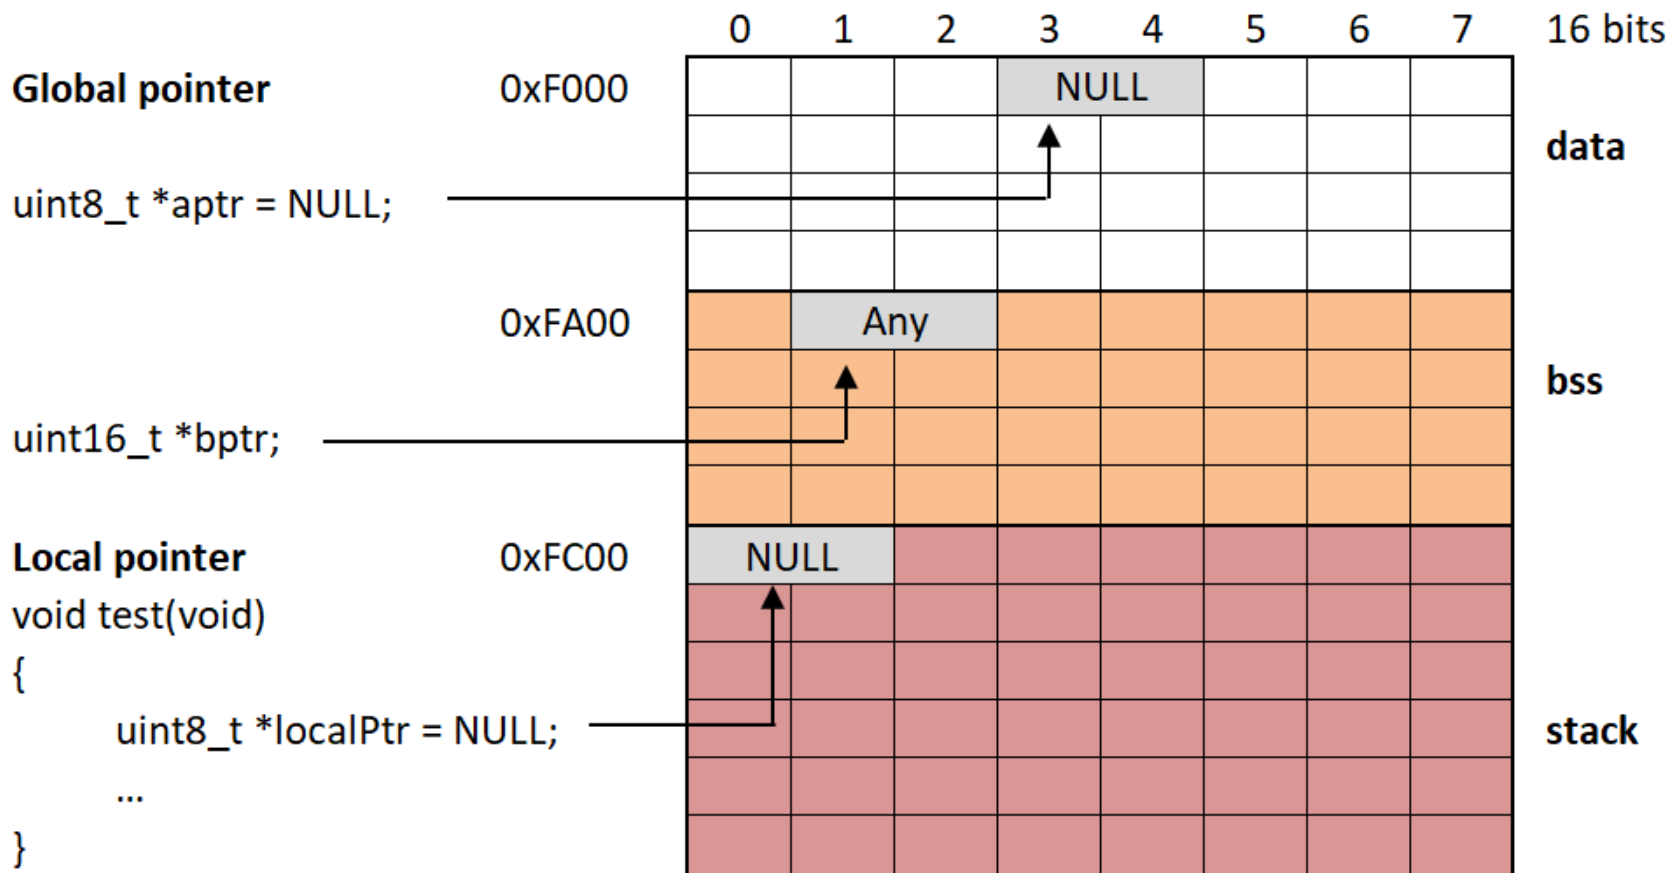 0 1 2 3 4 5 6 7 16 bits
Global pointer 0xF000 NULL
data
uint8_t *aptr = NULL;
0xFA00 Any
bss
uint16_t *bptr;
Local pointer 0xFC00 NULL
void test(void)
{
uint8_t *localPtr = NULL; stack
...
}